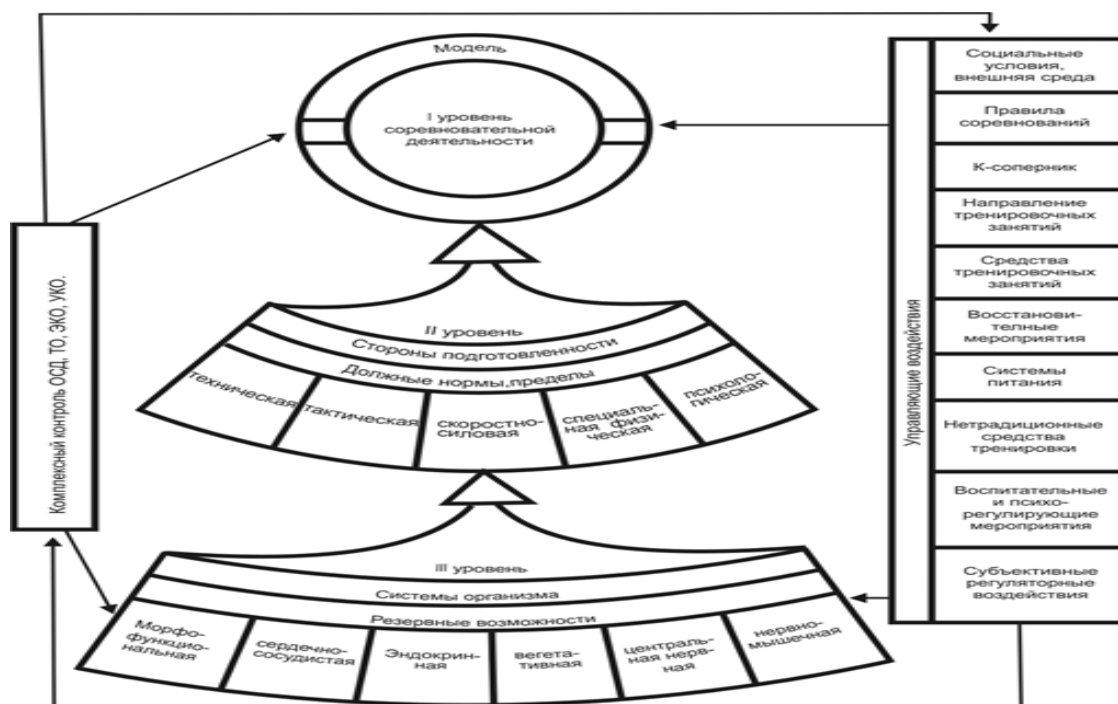 Модель
I уровень
соревновательной
деятельности
Комплексный контроль ОСД, ТО, ЭКО, УКО.
II уровень
Стороны подготовленности
Должные нормы,пределы
техническая
тактическая
скоростно-
силовая
специаль-
ная физи-
ческая
психоло-
гическая
III уровень
Системы организма
Резервные возможности
Морфо-
функцио-
нальная
сердечно-
сосудистая
Эндокрин-
ная
вегета-
тивная
централь-
ная нерв-
ная
нервно-
мышечная
Управляющие воздействия
Социальные
условия,
внешняя среда
Правила
соревнований
К-соперник
Направление
тренировочных
занятий
Средства
тренировочных
занятий
Восстанови-
телные
мероприятия
Системы
питания
Нетрадиционные
средства
тренировки
Воспитательные
и психо-
регулирующие
мероприятия
Субъективные
регуляторные
воздействия